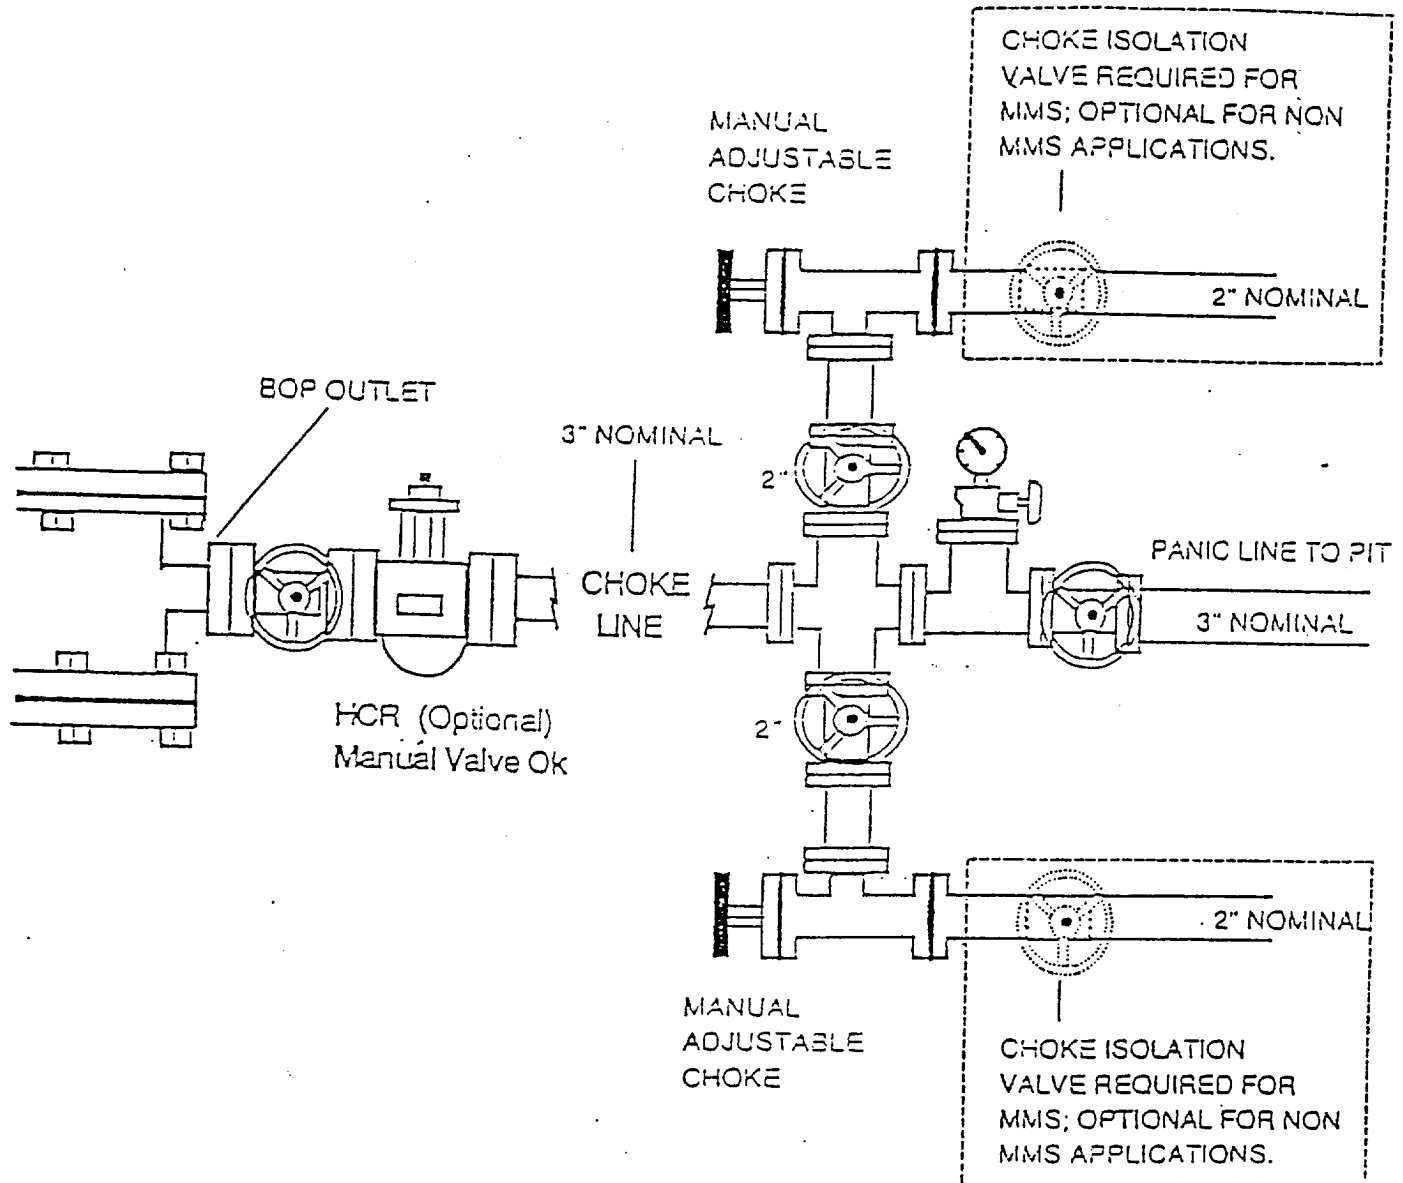 CHOKE ISOLATION
VALVE REQUIRED FOR
MMS; OPTIONAL FOR NON
MMS APPLICATIONS.
MANUAL
ADJUSTABLE
CHOKE
2" NOMINAL
BOP OUTLET
3" NOMINAL
2"
PANIC LINE TO PIT
CHOKE
LINE
3" NOMINAL
HCR (Optional)
Manual Valve Ok
2"
2" NOMINAL
MANUAL
ADJUSTABLE
CHOKE
CHOKE ISOLATION
VALVE REQUIRED FOR
MMS; OPTIONAL FOR NON
MMS APPLICATIONS.